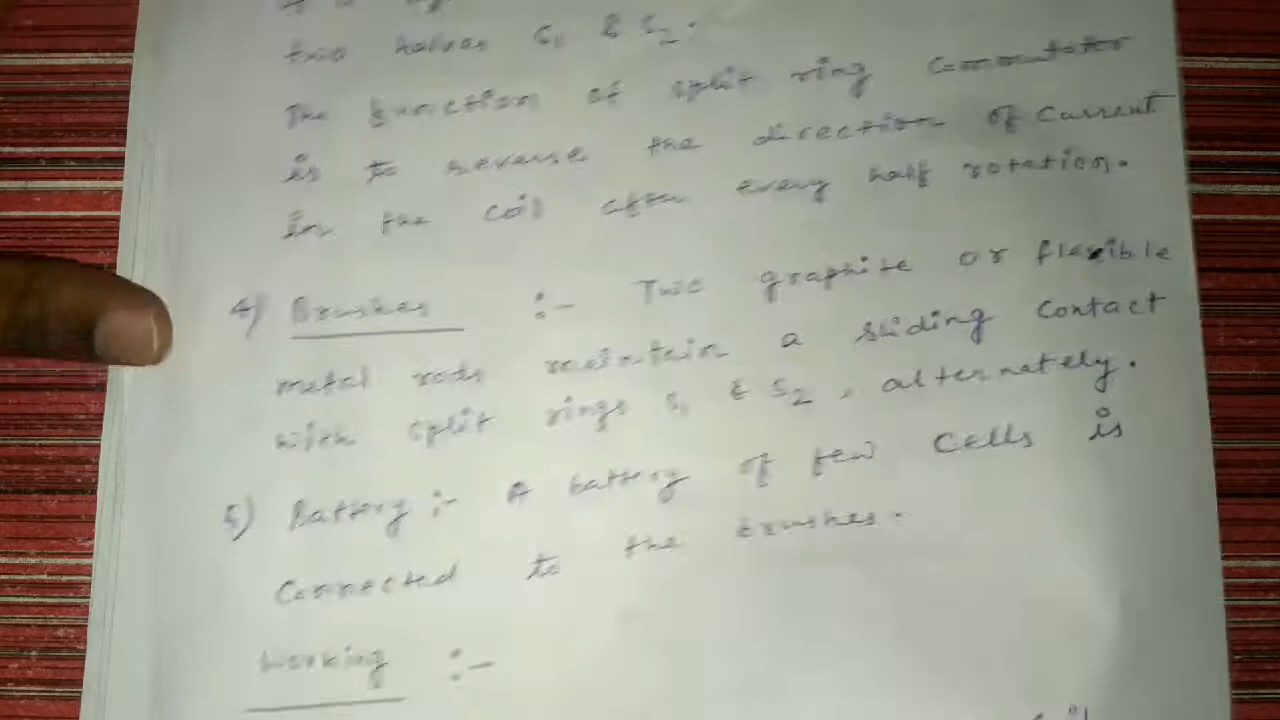 two halves S1 & S2.
The function of split ring commutator
is to reverse the direction of current
in the coil after every half rotation.
4) Brushes :- Two graphite or flexible
metal rods maintain a sliding contact
with split rings S1 & S2, alternately.
5) Battery :- A battery of few cells is
connected to the brushes.
Working :-